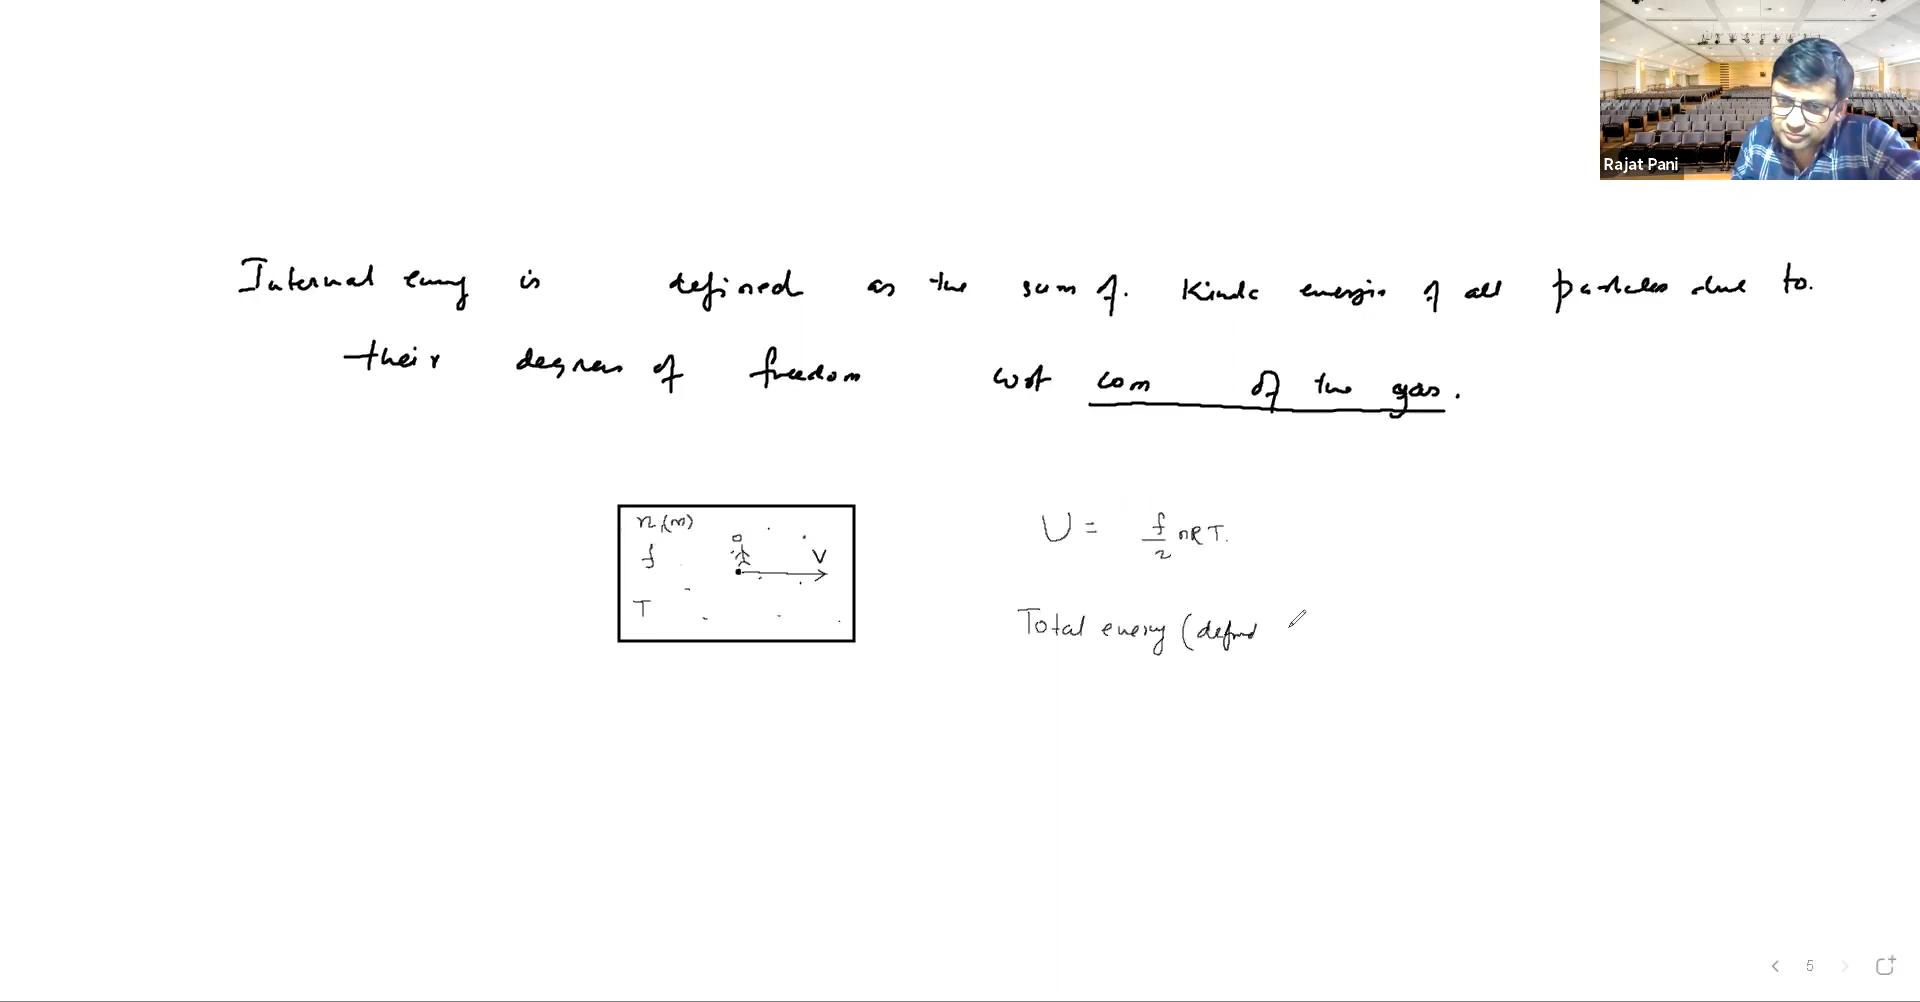 Rajat Pani
Internal energy is defined as the sum of. Kinetic energies of all particles due to.
their degrees of freedom wrt com of the gas.
n,(m)
f
V
T
U = f/2 nRT.
Total energy (defined
5